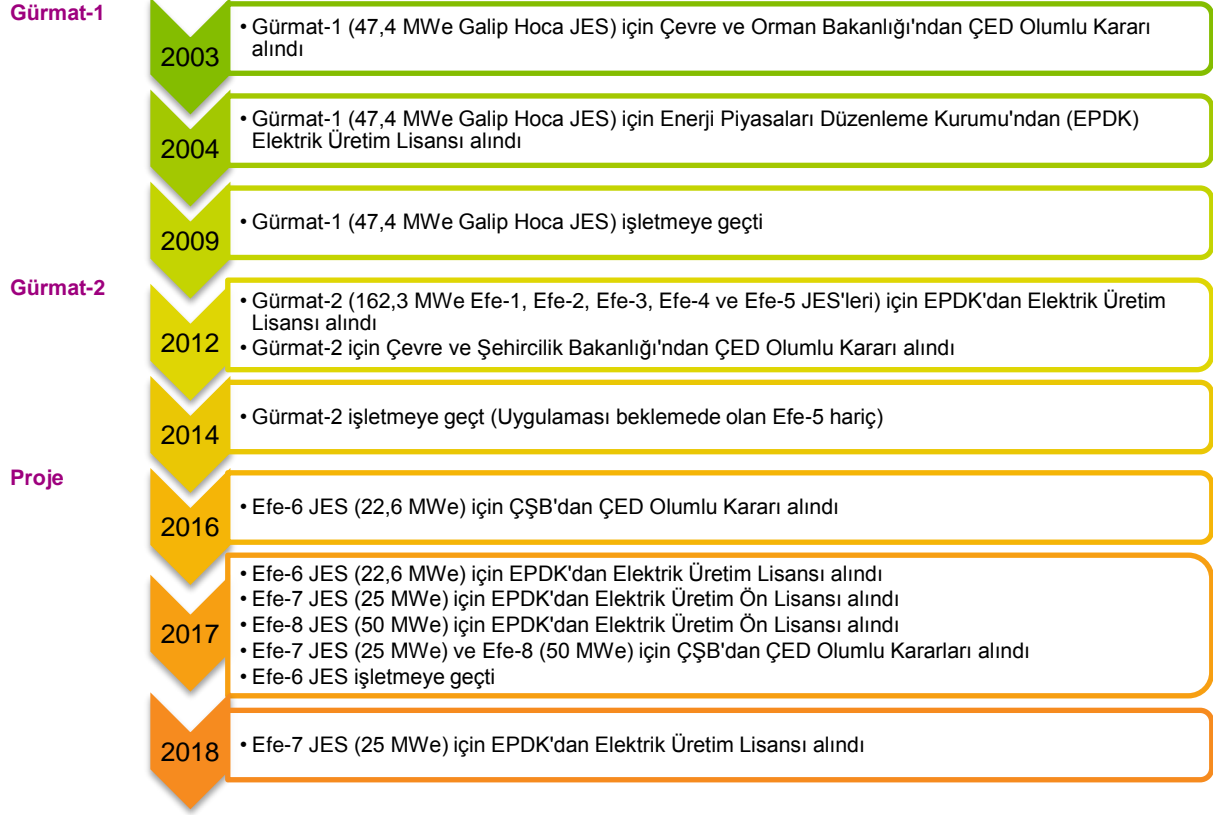 Gürmat-1
2003
• Gürmat-1 (47,4 MWe Galip Hoca JES) için Çevre ve Orman Bakanlığı'ndan ÇED Olumlu Kararı
alındı
2004
• Gürmat-1 (47,4 MWe Galip Hoca JES) için Enerji Piyasaları Düzenleme Kurumu'ndan (EPDK)
Elektrik Üretim Lisansı alındı
2009
• Gürmat-1 (47,4 MWe Galip Hoca JES) işletmeye geçti
Gürmat-2
2012
• Gürmat-2 (162,3 MWe Efe-1, Efe-2, Efe-3, Efe-4 ve Efe-5 JES'leri) için EPDK'dan Elektrik Üretim
Lisansı alındı
• Gürmat-2 için Çevre ve Şehircilik Bakanlığı'ndan ÇED Olumlu Kararı alındı
2014
• Gürmat-2 işletmeye geçt (Uygulaması beklemede olan Efe-5 hariç)
Proje
2016
• Efe-6 JES (22,6 MWe) için ÇŞB'dan ÇED Olumlu Kararı alındı
2017
• Efe-6 JES (22,6 MWe) için EPDK'dan Elektrik Üretim Lisansı alındı
• Efe-7 JES (25 MWe) için EPDK'dan Elektrik Üretim Ön Lisansı alındı
• Efe-8 JES (50 MWe) için EPDK'dan Elektrik Üretim Ön Lisansı alındı
• Efe-7 JES (25 MWe) ve Efe-8 (50 MWe) için ÇŞB'dan ÇED Olumlu Kararları alındı
• Efe-6 JES işletmeye geçti
2018
• Efe-7 JES (25 MWe) için EPDK'dan Elektrik Üretim Lisansı alındı